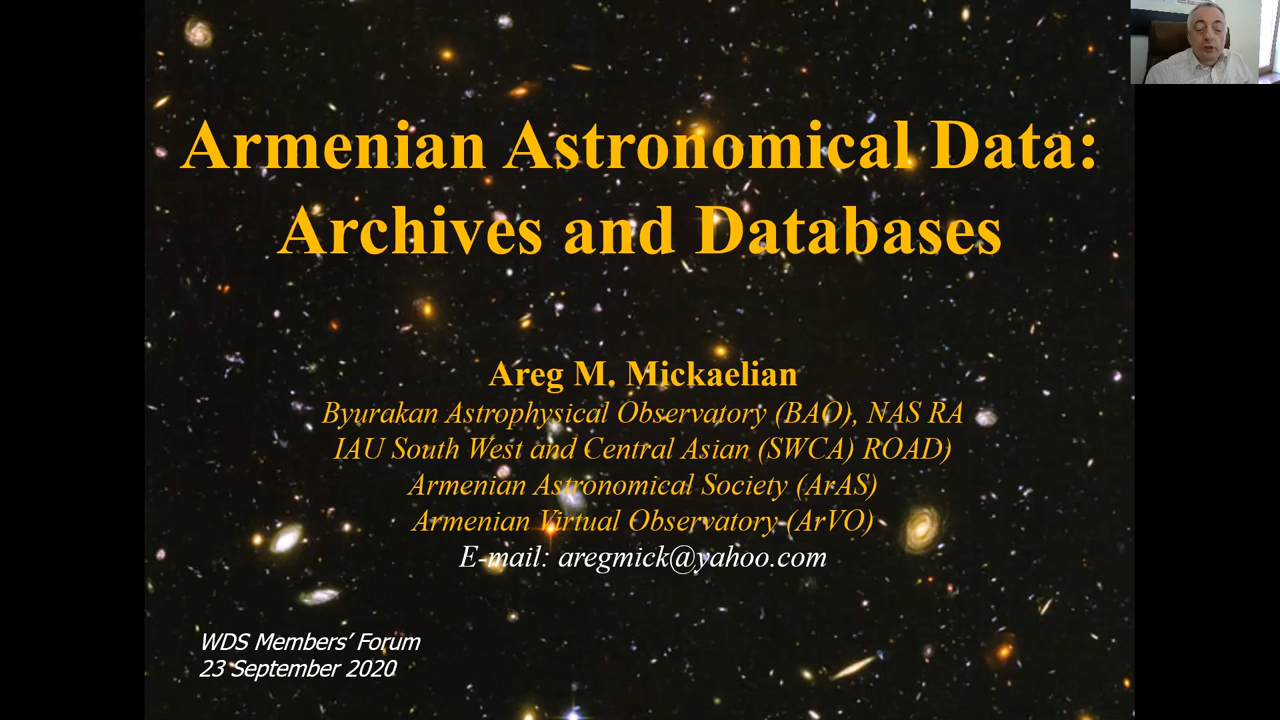 Armenian Astronomical Data:
Archives and Databases
Areg M. Mickaelian
Byurakan Astrophysical Observatory (BAO), NAS RA
IAU South West and Central Asian (SWCA) ROAD)
Armenian Astronomical Society (ArAS)
Armenian Virtual Observatory (ArVO)
E-mail: aregmick@yahoo.com
WDS Members’ Forum
23 September 2020